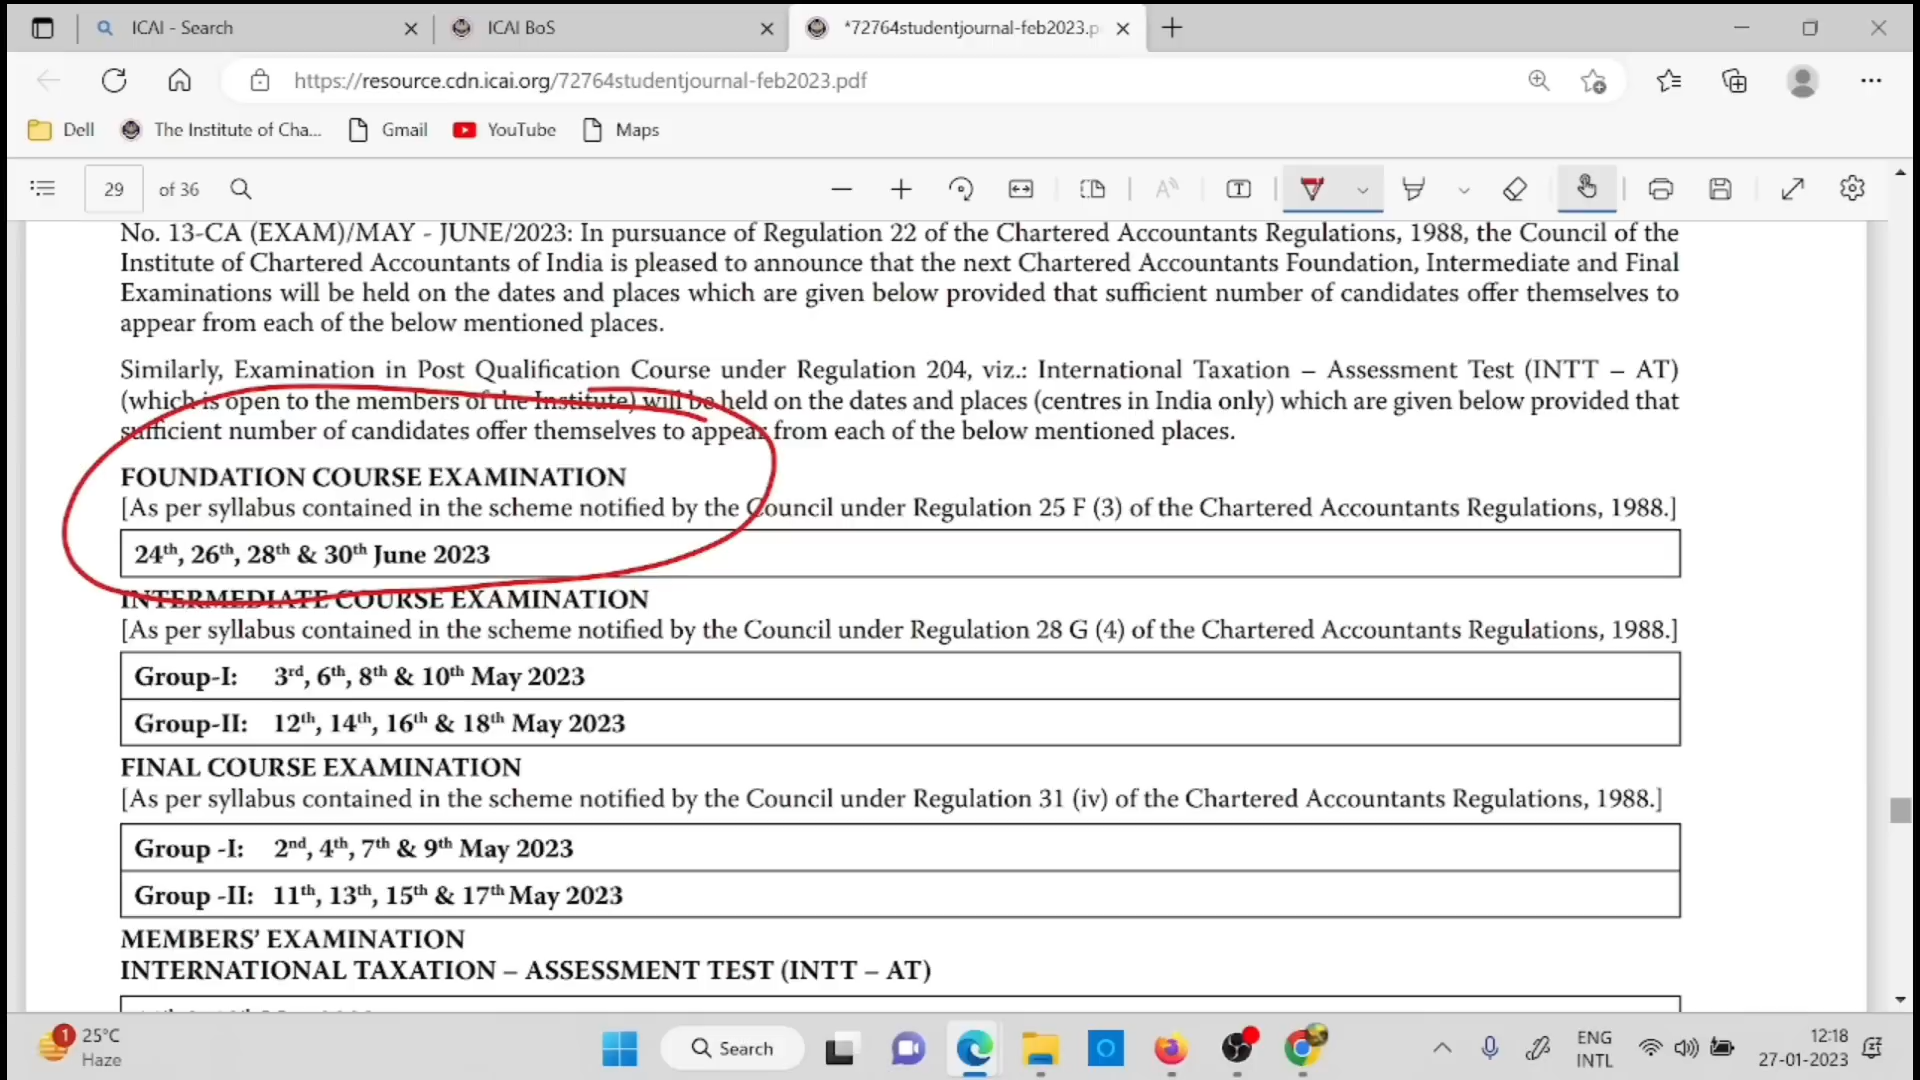 ICAI - Search
ICAI BoS
*72764studentjournal-feb2023.p
https://resource.cdn.icai.org/72764studentjournal-feb2023.pdf
Dell
The Institute of Cha...
Gmail
YouTube
Maps
29 of 36
No. 13-CA (EXAM)/MAY - JUNE/2023: In pursuance of Regulation 22 of the Chartered Accountants Regulations, 1988, the Council of the
Institute of Chartered Accountants of India is pleased to announce that the next Chartered Accountants Foundation, Intermediate and Final
Examinations will be held on the dates and places which are given below provided that sufficient number of candidates offer themselves to
appear from each of the below mentioned places.
Similarly, Examination in Post Qualification Course under Regulation 204, viz.: International Taxation – Assessment Test (INTT – AT)
(which is open to the members of the Institute) will be held on the dates and places (centres in India only) which are given below provided that
sufficient number of candidates offer themselves to appear from each of the below mentioned places.
FOUNDATION COURSE EXAMINATION
[As per syllabus contained in the scheme notified by the Council under Regulation 25 F (3) of the Chartered Accountants Regulations, 1988.]
24th, 26th, 28th & 30th June 2023
INTERMEDIATE COURSE EXAMINATION
[As per syllabus contained in the scheme notified by the Council under Regulation 28 G (4) of the Chartered Accountants Regulations, 1988.]
Group-I: 3rd, 6th, 8th & 10th May 2023
Group-II: 12th, 14th, 16th & 18th May 2023
FINAL COURSE EXAMINATION
[As per syllabus contained in the scheme notified by the Council under Regulation 31 (iv) of the Chartered Accountants Regulations, 1988.]
Group -I: 2nd, 4th, 7th & 9th May 2023
Group -II: 11th, 13th, 15th & 17th May 2023
MEMBERS' EXAMINATION
INTERNATIONAL TAXATION – ASSESSMENT TEST (INTT – AT)
1
25°C
Haze
Search
ENG
INTL
12:18
27-01-2023